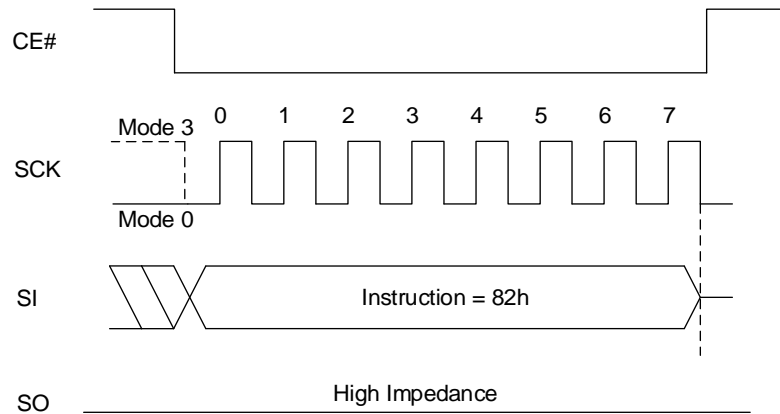 CE#
0 1 2 3 4 5 6 7
Mode 3
SCK
Mode 0
SI
Instruction = 82h
High Impedance
SO